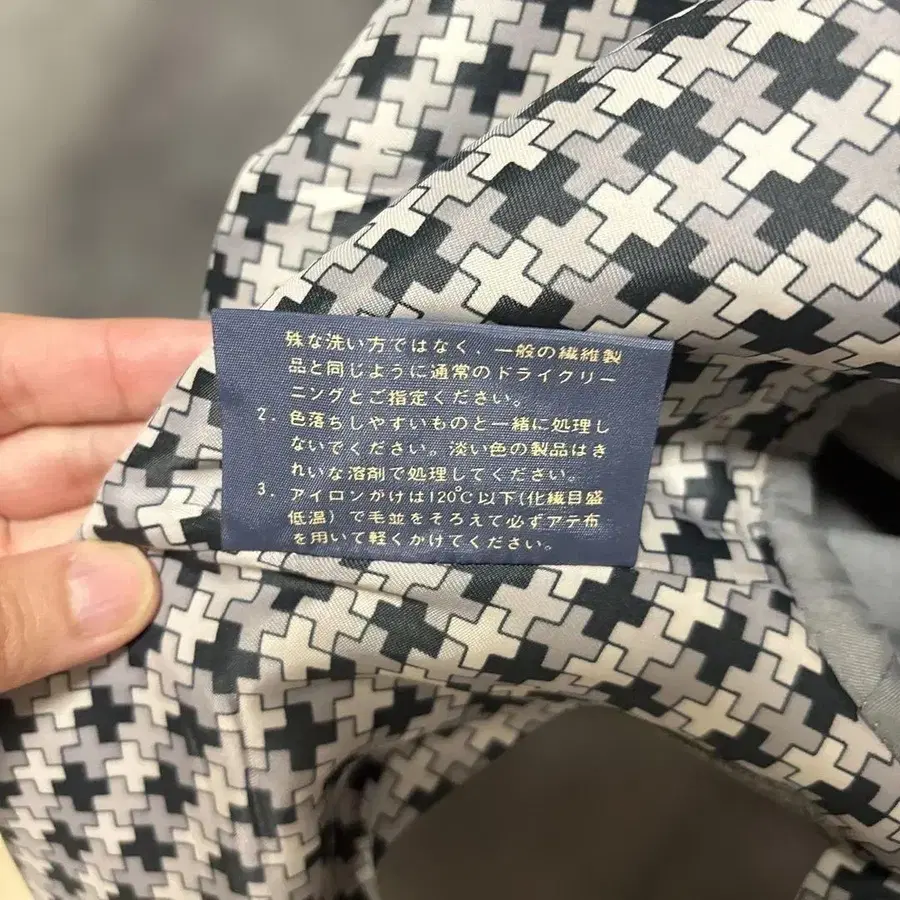 殊な洗い方ではなく、一般の繊維製
品と同じように通常のドライクリー
ニングとご指定ください。
2. 色落ちしやすいものと一緒に処理し
ないでください。淡い色の製品はき
れいな溶剤で処理してください。
3. アイロンがけは120℃以下(化繊目盛
低温)で毛並をそろえて必ずアテ布
を用いて軽くかけてください。